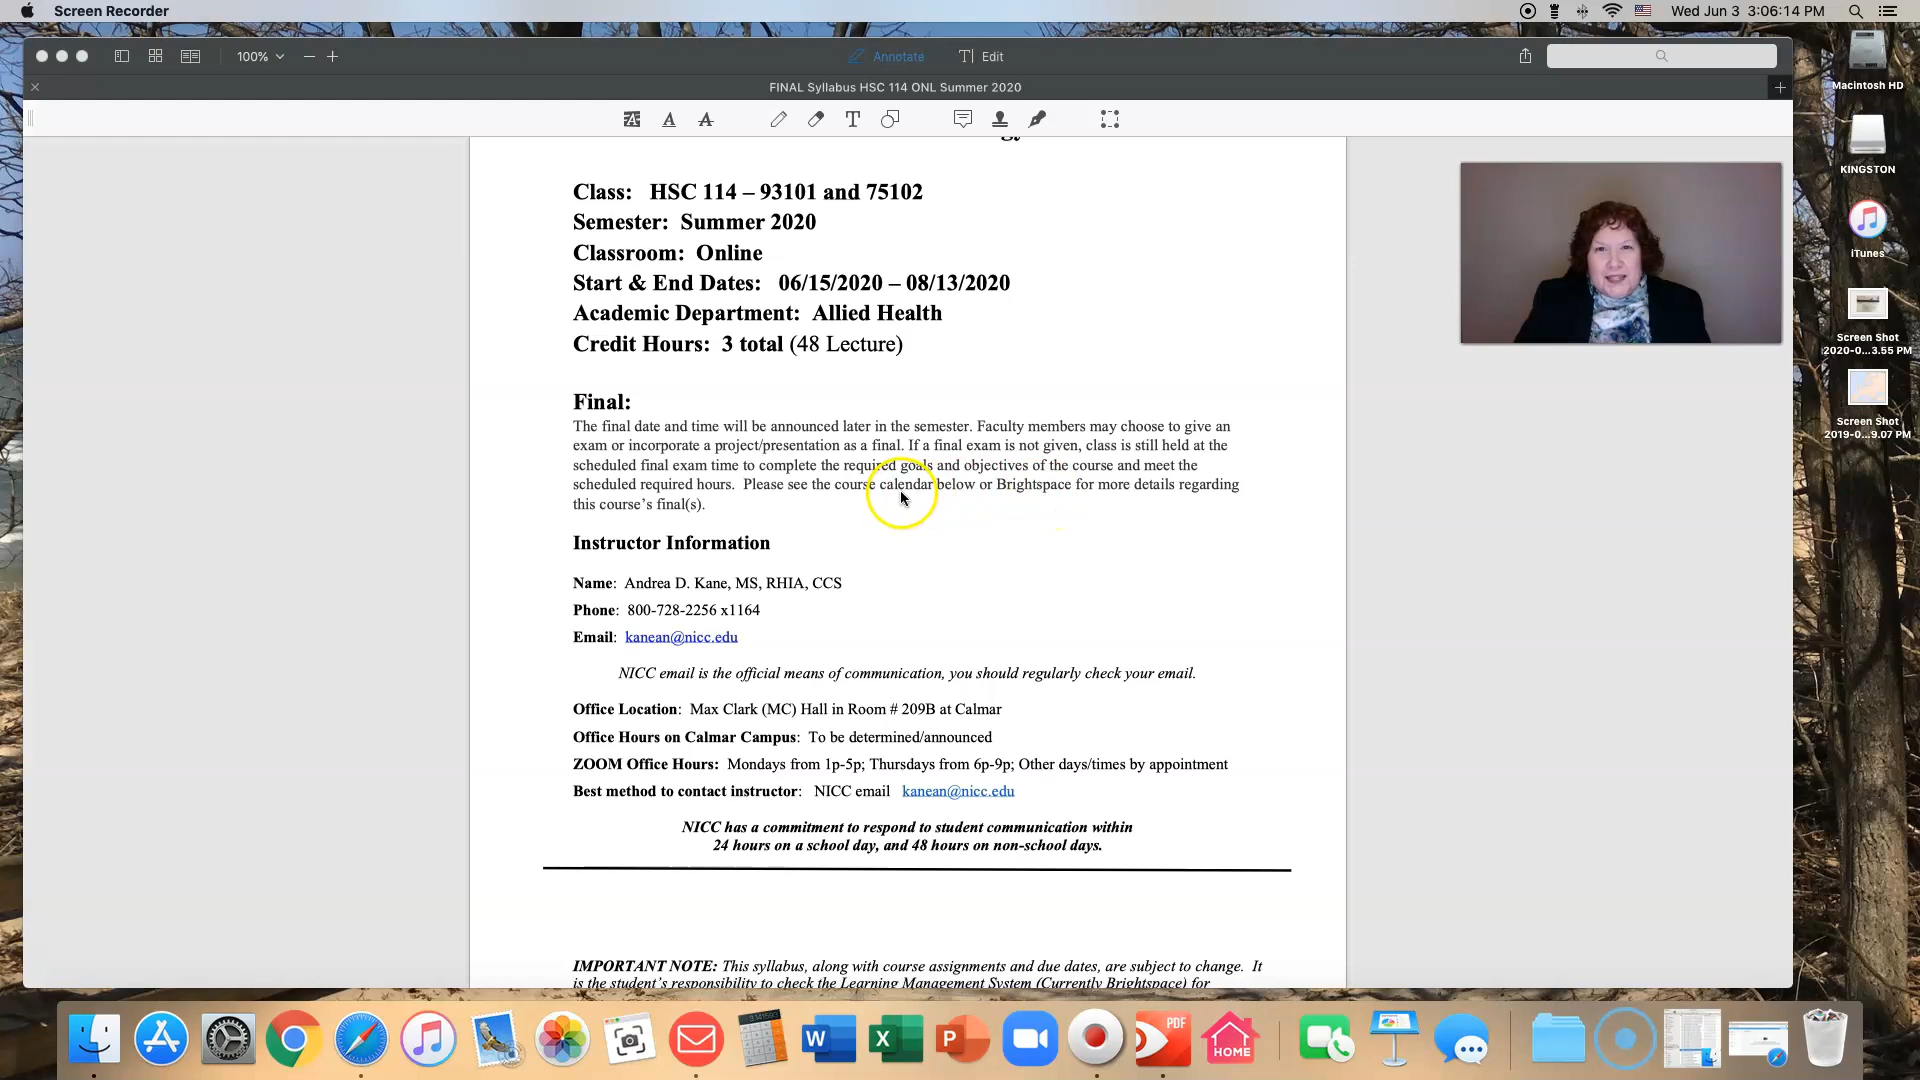 Screen Recorder
Wed Jun 3 3:06:14 PM
100%
Annotate
Edit
FINAL Syllabus HSC 114 ONL Summer 2020
Class: HSC 114 – 93101 and 75102
Semester: Summer 2020
Classroom: Online
Start & End Dates: 06/15/2020 – 08/13/2020
Academic Department: Allied Health
Credit Hours: 3 total (48 Lecture)
Final:
The final date and time will be announced later in the semester. Faculty members may choose to give an
exam or incorporate a project/presentation as a final. If a final exam is not given, class is still held at the
scheduled final exam time to complete the required goals and objectives of the course and meet the
scheduled required hours. Please see the course calendar below or Brightspace for more details regarding
this course’s final(s).
Instructor Information
Name: Andrea D. Kane, MS, RHIA, CCS
Phone: 800-728-2256 x1164
Email: kanean@nicc.edu
NICC email is the official means of communication, you should regularly check your email.
Office Location: Max Clark (MC) Hall in Room # 209B at Calmar
Office Hours on Calmar Campus: To be determined/announced
ZOOM Office Hours: Mondays from 1p-5p; Thursdays from 6p-9p; Other days/times by appointment
Best method to contact instructor: NICC email kanean@nicc.edu
NICC has a commitment to respond to student communication within
24 hours on a school day, and 48 hours on non-school days.
IMPORTANT NOTE: This syllabus, along with course assignments and due dates, are subject to change. It
is the student’s responsibility to check the Learning Management System (Currently Brightspace) for
Macintosh HD
KINGSTON
iTunes
Screen Shot
2020-0...3.55 PM
Screen Shot
2019-0...9.07 PM
W
X
P
PDF
HOME